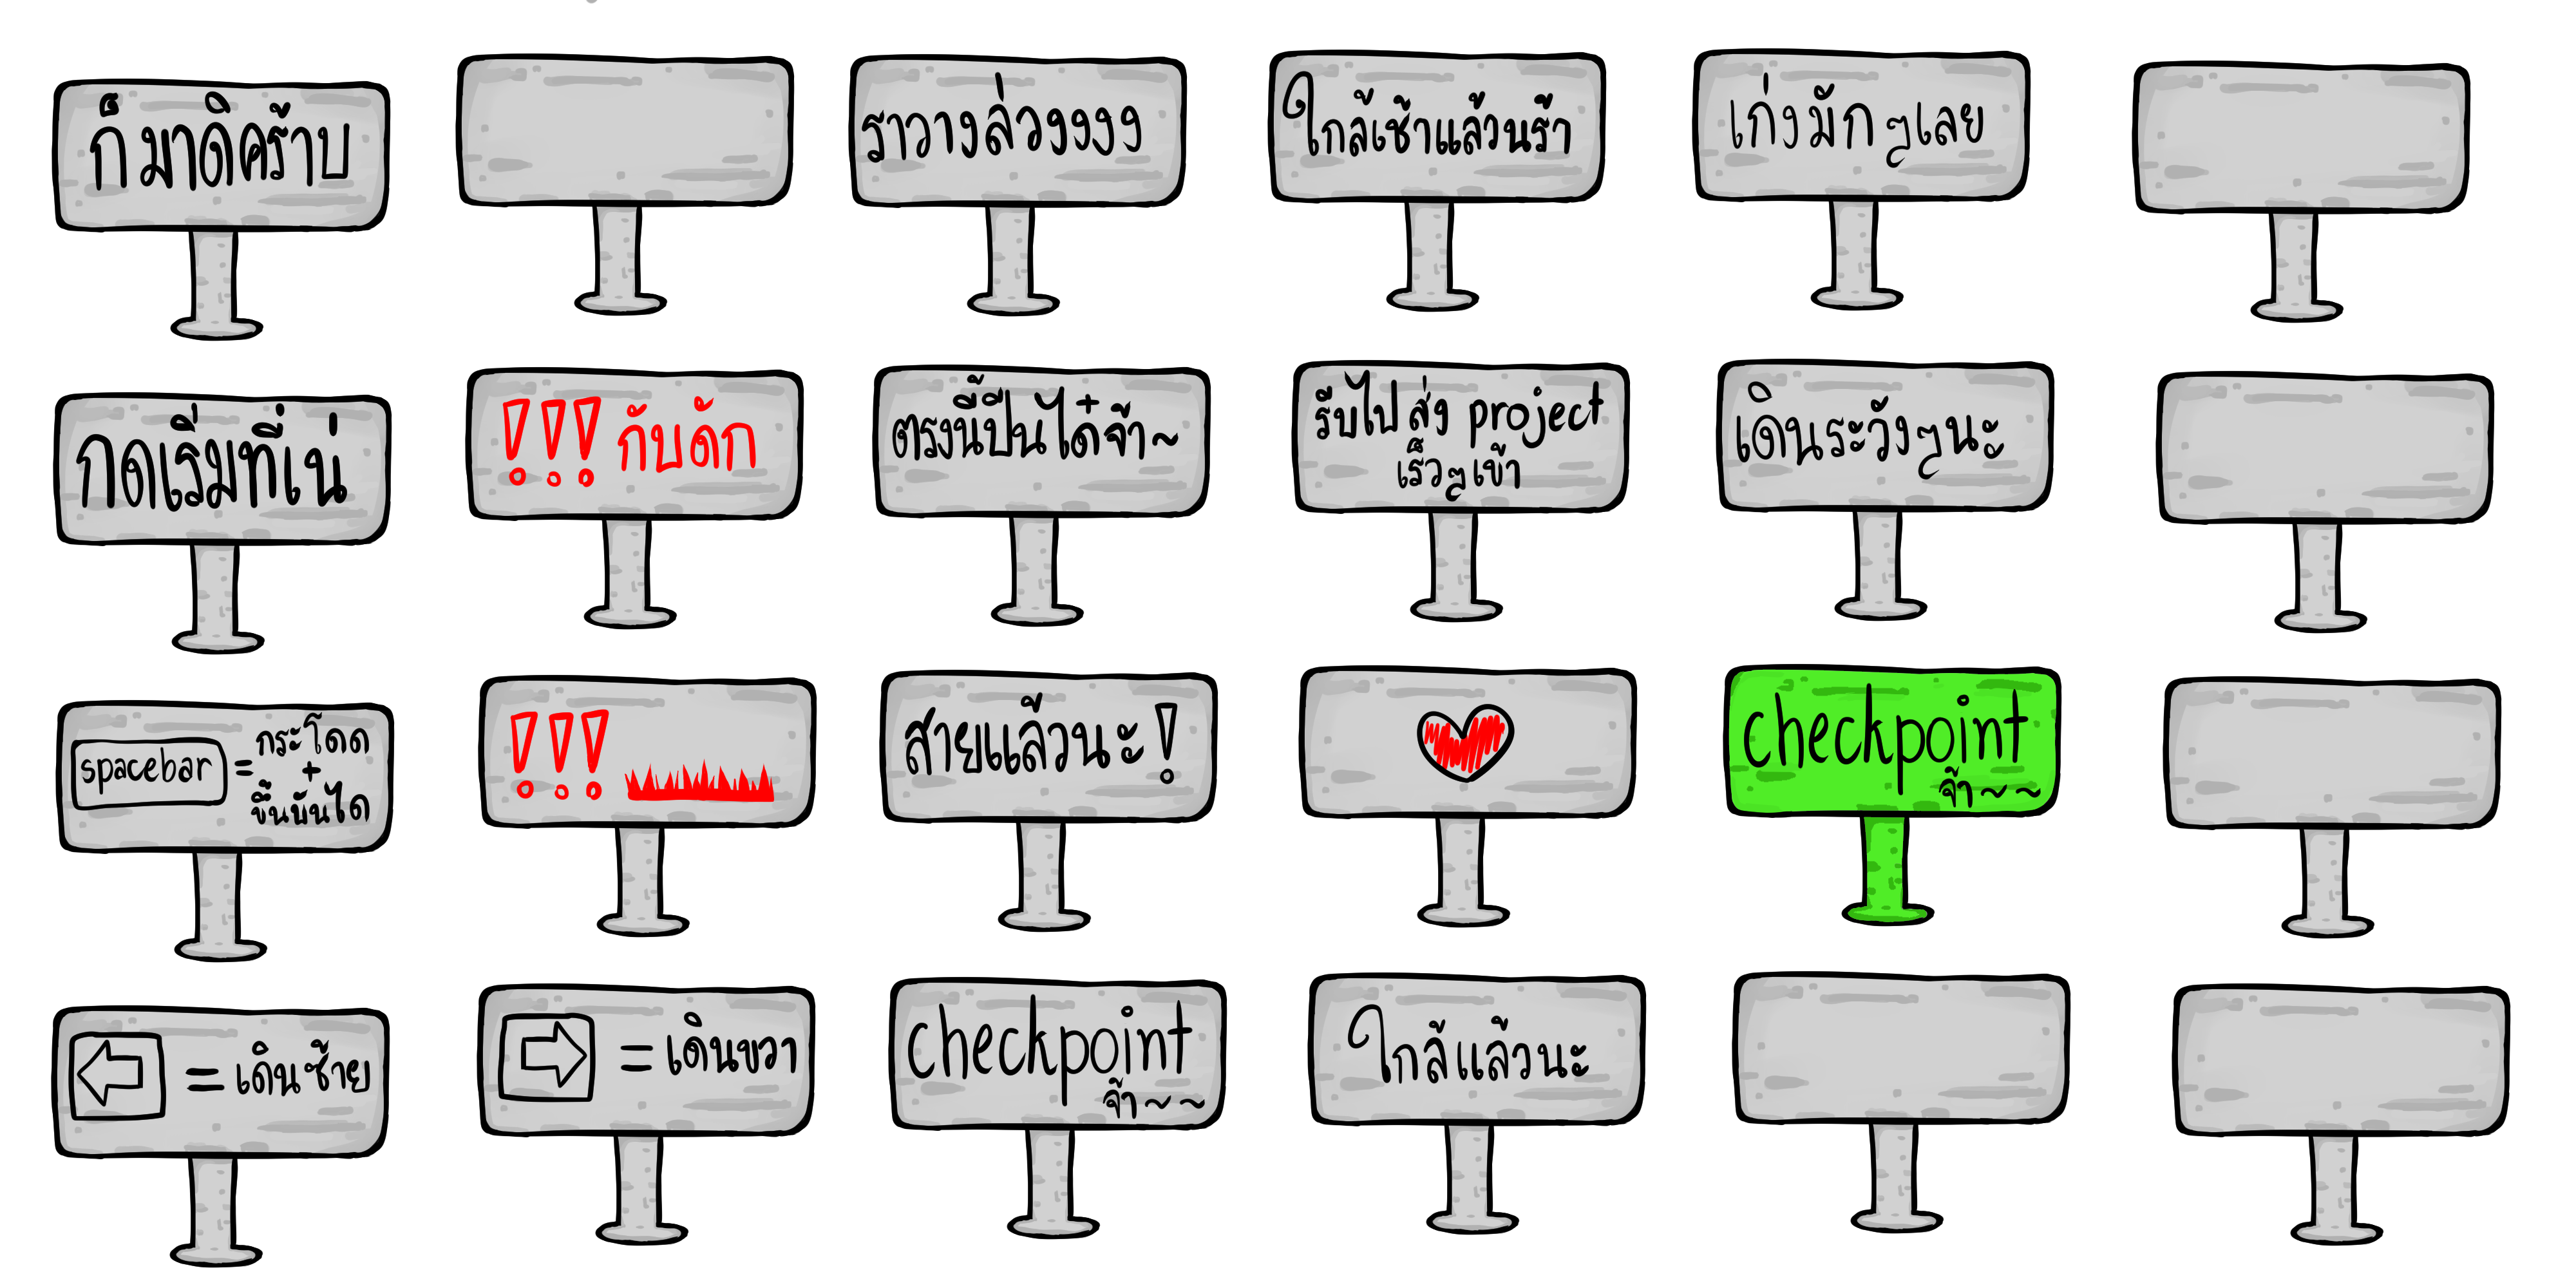 ก็มาดิคร้าบ
ราวางล่วงงงง
ใกล้เช้าแล้วนร้า
เก่งมักๆเลย
กดเริ่มที่เน่
!!! กับดัก
ตรงนี้ปีนได๋จ้า~
รีบไปส่ง project
เร็วๆเข้า
เดินระวังๆนะ
spacebar = กระโดด
+
ขึ้นบันได
!!!
สายแล้วนะ!
checkpoint
จ้า~~
= เดินซ้าย
= เดินขวา
checkpoint
จ้า~~
ใกล้แล้วนะ